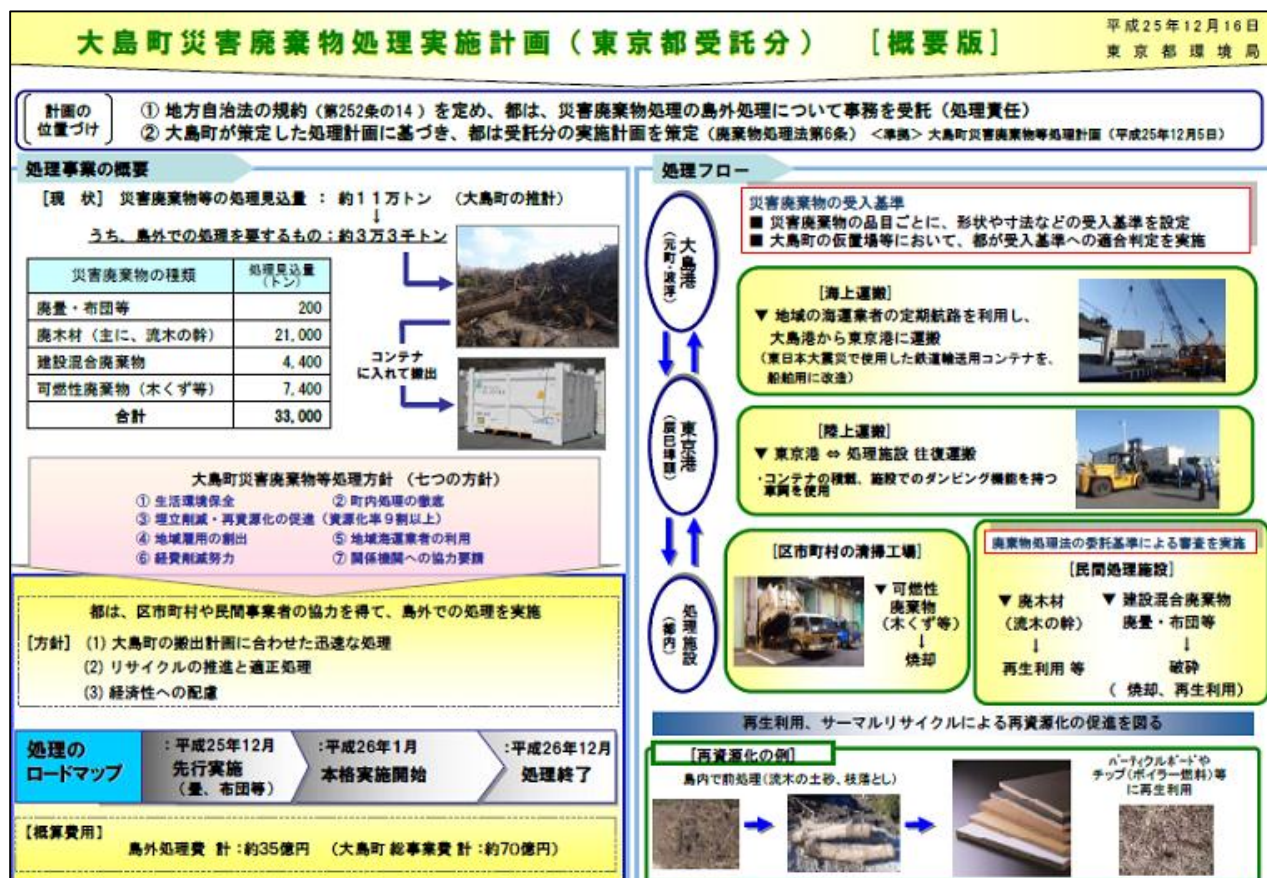 大島町災害廃棄物処理実施計画（東京都受託分）　［概要版］
平成25年12月16日
東京都環境局
計画の
位置づけ
① 地方自治法の規約（第252条の14）を定め、都は、災害廃棄物処理の島外処理について事務を受託（処理責任）
② 大島町が策定した処理計画に基づき、都は受託分の実施計画を策定（廃棄物処理法第6条）＜準拠＞大島町災害廃棄物等処理計画（平成25年12月5日）
処理事業の概要
［現　状］ 災害廃棄物等の処理見込量 ： 約11万トン　（大島町の推計）
↓
うち、島外での処理を要するもの：約3万3千トン
災害廃棄物の種類　処理見込量
（トン）
廃畳・布団等　200
廃木材（主に、流木の幹）　21,000
建設混合廃棄物　4,400
可燃性廃棄物（木くず等）　7,400
合計　33,000
コンテナ
に入れて搬出
大島町災害廃棄物等処理方針 （七つの方針）
① 生活環境保全　② 町内処理の徹底
③ 埋立削減・再資源化の促進（資源化率９割以上）
④ 地域雇用の創出　⑤ 地域海運業者の利用
⑥ 経費削減努力　⑦ 関係機関への協力要請
都は、区市町村や民間事業者の協力を得て、島外での処理を実施
［方針］ (1) 大島町の搬出計画に合わせた迅速な処理
(2) リサイクルの推進と適正処理
(3) 経済性への配慮
処理の
ロードマップ
：平成25年12月
先行実施
（畳、布団等）
：平成26年1月
本格実施開始
：平成26年12月
処理終了
［概算費用］
島外処理費 計：約35億円　（大島町 総事業費 計：約70億円）
処理フロー
大島港
（元町・波浮）
東京港
（辰巳埠頭）
処理施設
（都内）
災害廃棄物の受入基準
■ 災害廃棄物の品目ごとに、形状や寸法などの受入基準を設定
■ 大島町の仮置場等において、都が受入基準への適合判定を実施
［海上運搬］
▼ 地域の海運業者の定期航路を利用し、
大島港から東京港に運搬
（東日本大震災で使用した鉄道輸送用コンテナを、
船舶用に改造）
［陸上運搬］
▼ 東京港 ⇔ 処理施設 往復運搬
・コンテナの積載、施設でのダンピング機能を持つ
車両を使用
［区市町村の清掃工場］
▼ 可燃性
廃棄物
（木くず等）
↓
焼却
廃棄物処理法の委託基準による審査を実施
［民間処理施設］
▼ 廃木材
（流木の幹）
↓
再生利用 等
▼ 建設混合廃棄物
廃畳・布団等
↓
破砕
（ 焼却、再生利用）
再生利用、サーマルリサイクルによる再資源化の促進を図る
［再資源化の例］
島内で前処理（流木の土砂、枝落とし）
パーティクルボードや
チップ（ボイラー燃料）等
に再生利用